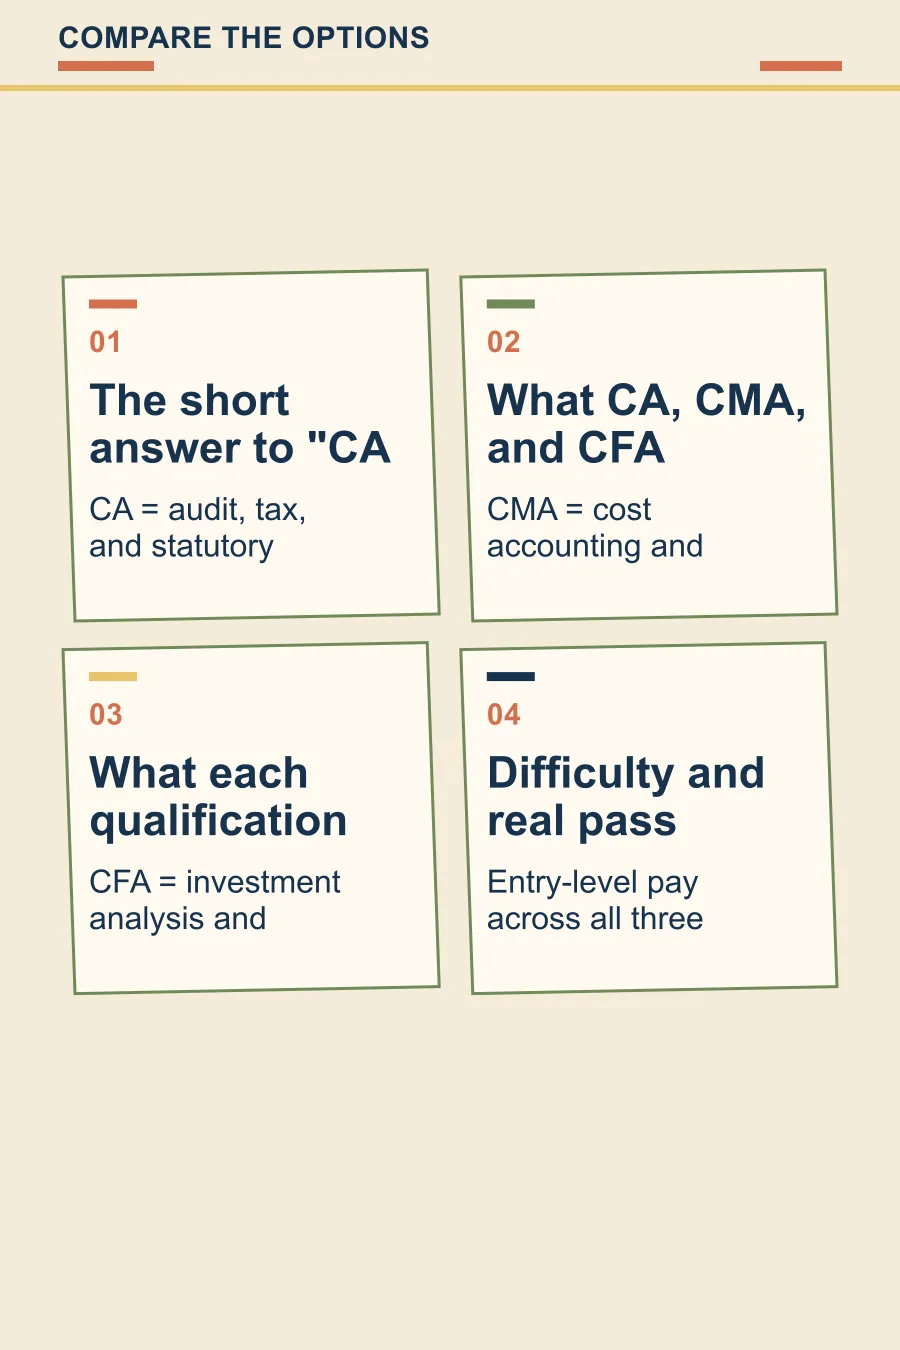 COMPARE THE OPTIONS
01
The short
answer to "CA
CA = audit, tax,
and statutory
02
What CA, CMA,
and CFA
CMA = cost
accounting and
03
What each
qualification
CFA = investment
analysis and
04
Difficulty and
real pass
Entry-level pay
across all three